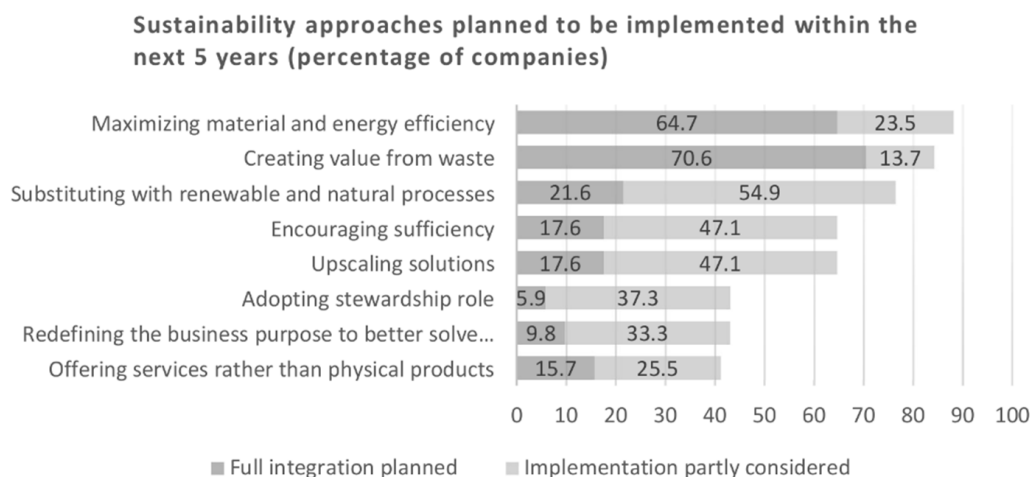 Sustainability approaches planned to be implemented within the
next 5 years (percentage of companies)
Maximizing material and energy efficiency 64.7 23.5
Creating value from waste 70.6 13.7
Substituting with renewable and natural processes 21.6 54.9
Encouraging sufficiency 17.6 47.1
Upscaling solutions 17.6 47.1
Adopting stewardship role 5.9 37.3
Redefining the business purpose to better solve... 9.8 33.3
Offering services rather than physical products 15.7 25.5
0 10 20 30 40 50 60 70 80 90 100
Full integration planned Implementation partly considered